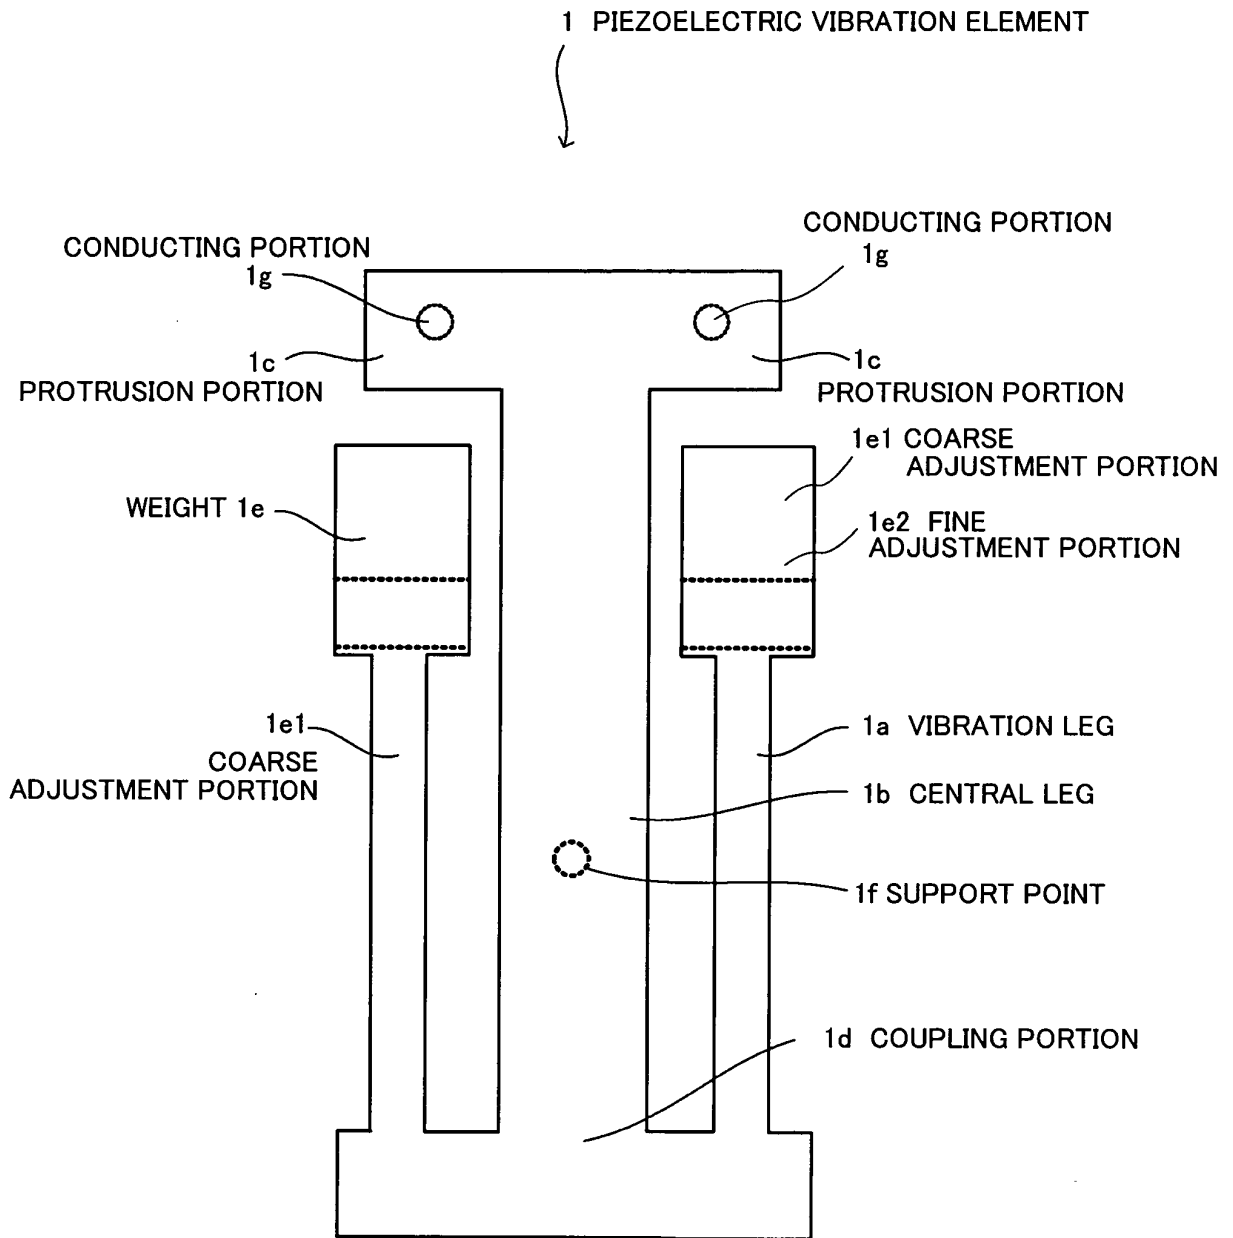 1 PIEZOELECTRIC VIBRATION ELEMENT
CONDUCTING PORTION
1g
CONDUCTING PORTION
1g
1c
PROTRUSION PORTION
1c
PROTRUSION PORTION
1e1 COARSE
ADJUSTMENT PORTION
WEIGHT 1e
1e2 FINE
ADJUSTMENT PORTION
1e1
COARSE
ADJUSTMENT PORTION
1a VIBRATION LEG
1b CENTRAL LEG
1f SUPPORT POINT
1d COUPLING PORTION